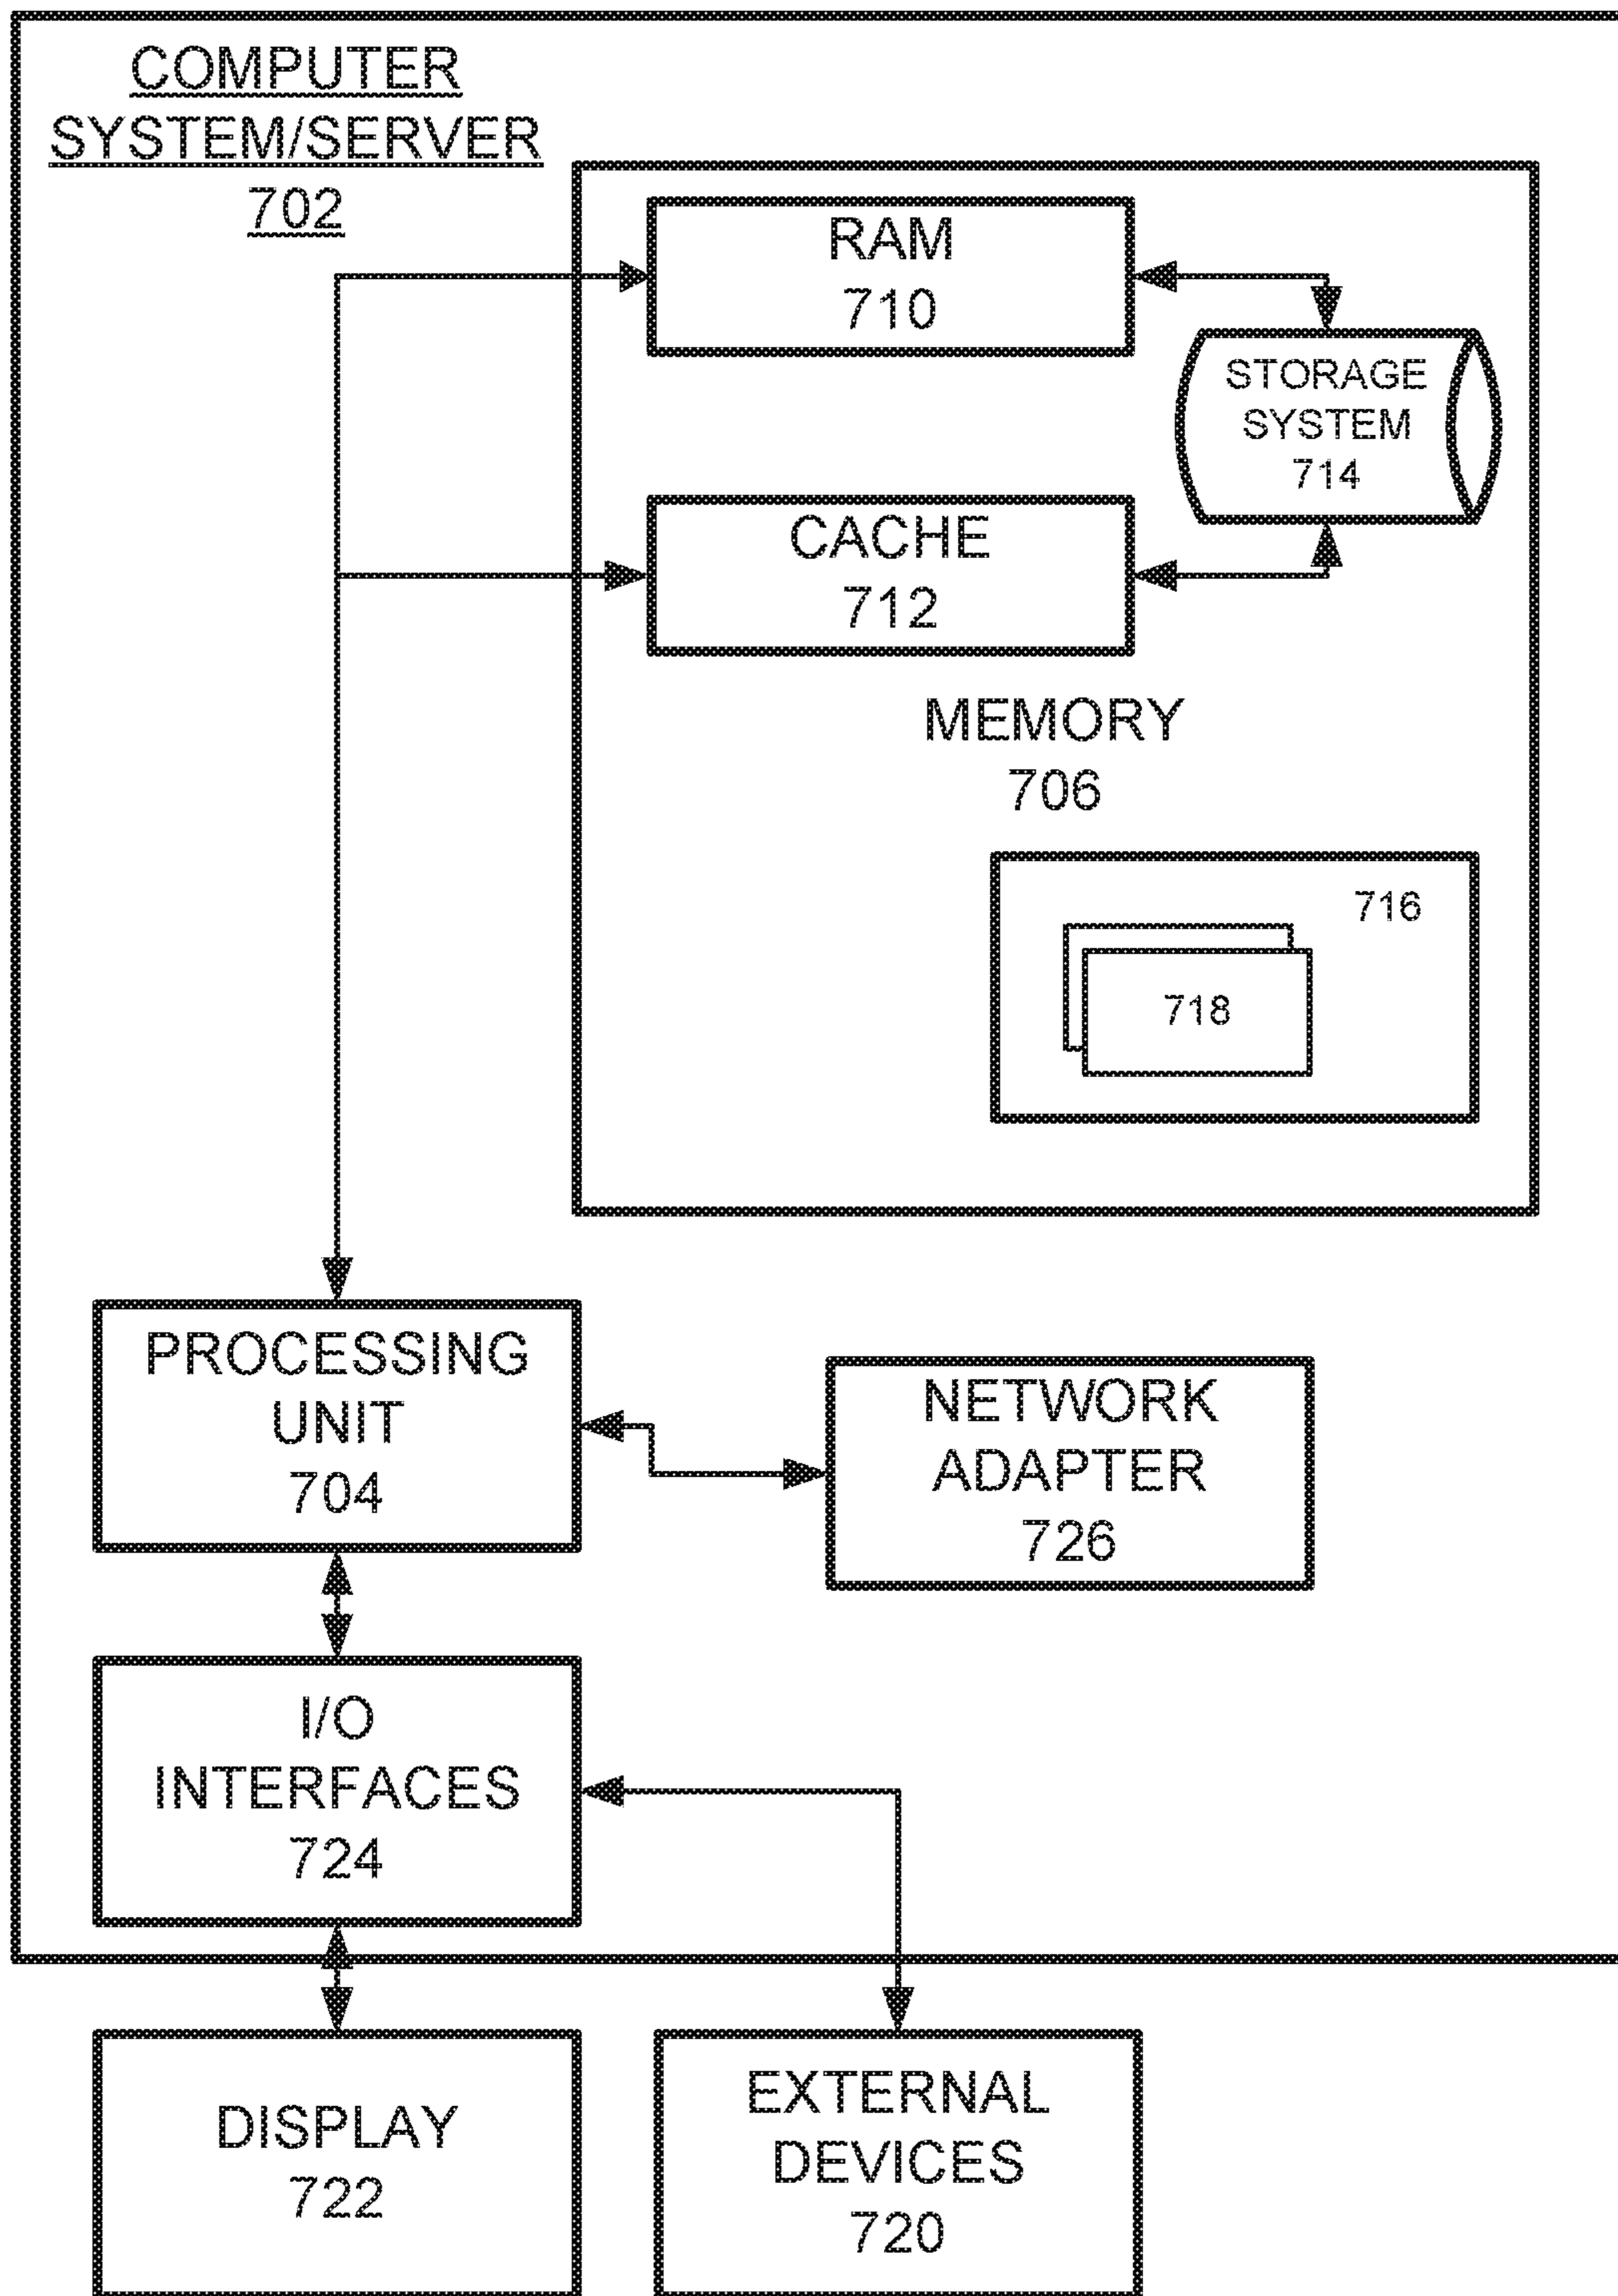 COMPUTER
SYSTEM/SERVER
702
RAM
710
STORAGE
SYSTEM
714
CACHE
712
MEMORY
706
716
718
PROCESSING
UNIT
704
NETWORK
ADAPTER
726
I/O
INTERFACES
724
DISPLAY
722
EXTERNAL
DEVICES
720